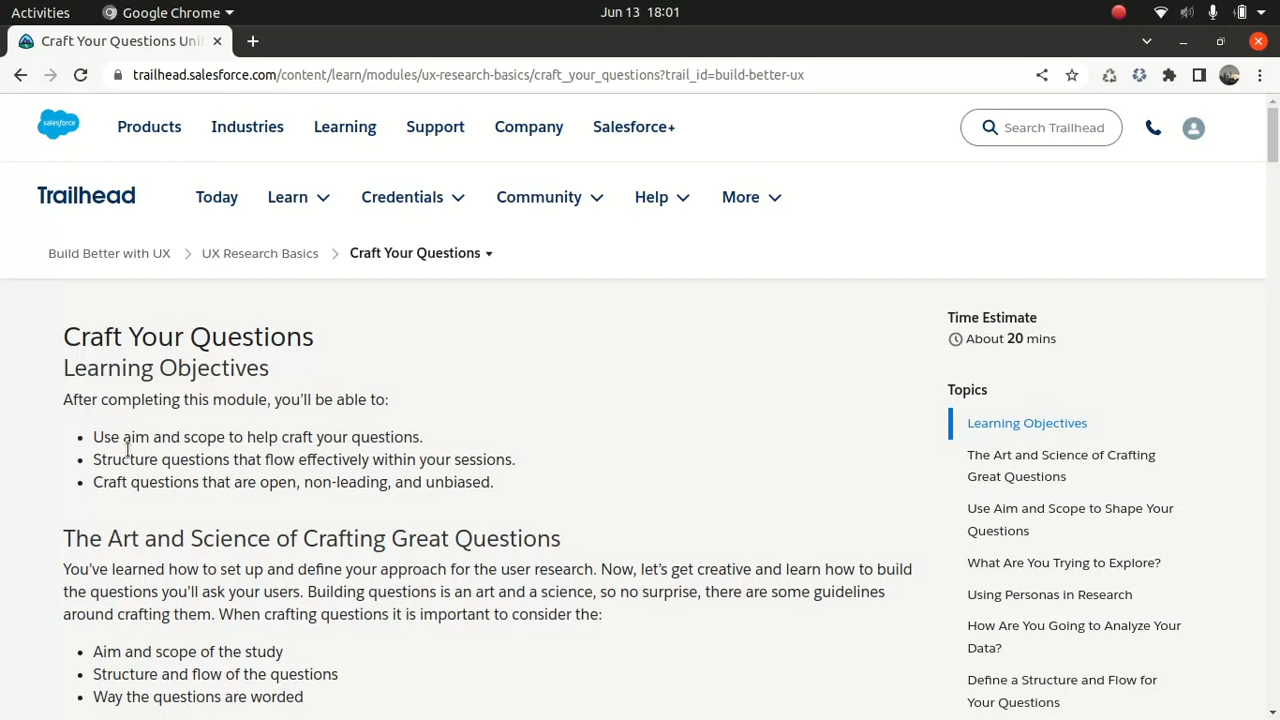 Activities Google Chrome Jun 13 18:01
Craft Your Questions Uni
trailhead.salesforce.com/content/learn/modules/ux-research-basics/craft_your_questions?trail_id=build-better-ux
salesforce Products Industries Learning Support Company Salesforce+ Search Trailhead
Trailhead Today Learn Credentials Community Help More
Build Better with UX UX Research Basics Craft Your Questions
Craft Your Questions
Learning Objectives
After completing this module, you’ll be able to:
• Use aim and scope to help craft your questions.
• Structure questions that flow effectively within your sessions.
• Craft questions that are open, non-leading, and unbiased.
The Art and Science of Crafting Great Questions
You’ve learned how to set up and define your approach for the user research. Now, let’s get creative and learn how to build
the questions you’ll ask your users. Building questions is an art and a science, so no surprise, there are some guidelines
around crafting them. When crafting questions it is important to consider the:
• Aim and scope of the study
• Structure and flow of the questions
• Way the questions are worded
Time Estimate
About 20 mins
Topics
Learning Objectives
The Art and Science of Crafting
Great Questions
Use Aim and Scope to Shape Your
Questions
What Are You Trying to Explore?
Using Personas in Research
How Are You Going to Analyze Your
Data?
Define a Structure and Flow for
Your Questions